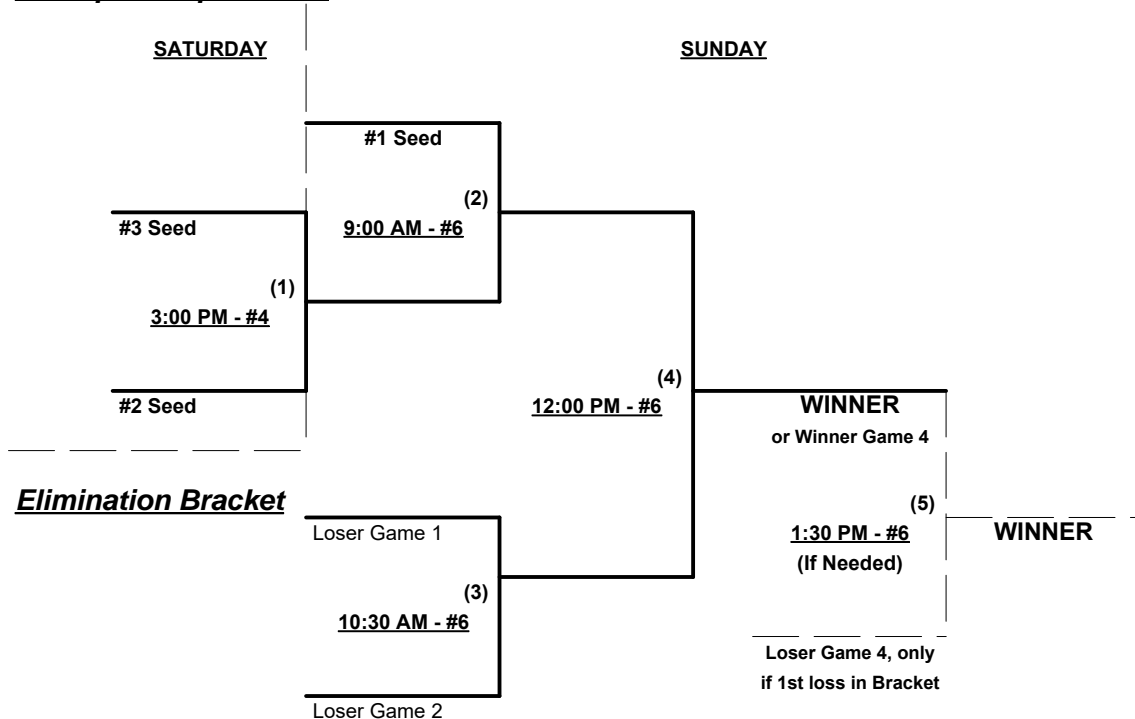 SATURDAY
SUNDAY
#1 Seed
(2)
9:00 AM - #6
#3 Seed
(1)
3:00 PM - #4
#2 Seed
(4)
12:00 PM - #6
WINNER
or Winner Game 4
Elimination Bracket
Loser Game 1
(5)
1:30 PM - #6
(If Needed)
WINNER
(3)
10:30 AM - #6
Loser Game 4, only
if 1st loss in Bracket
Loser Game 2